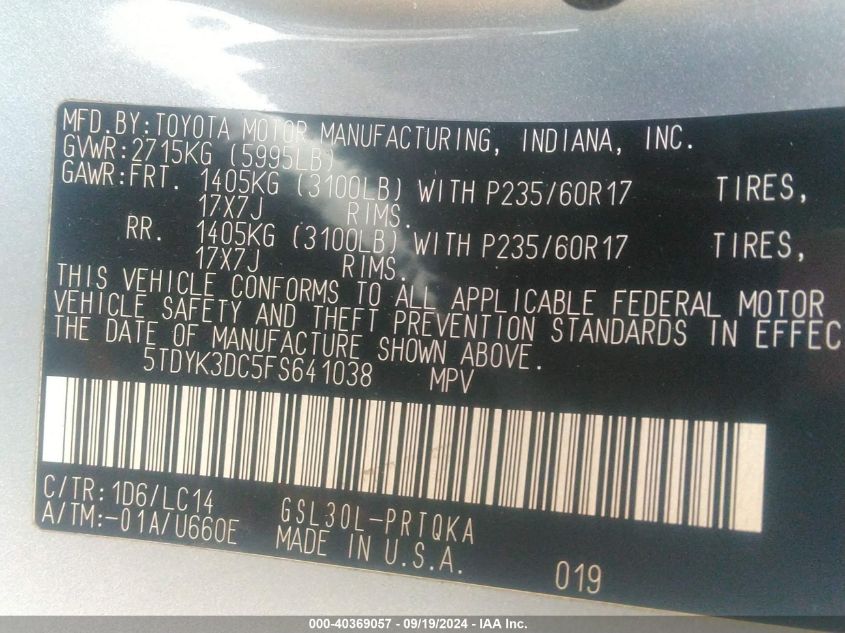 MFD.BY:TOYOTA MOTOR MANUFACTURING, INDIANA, INC.
GVWR:2715KG (5995LB)
GAWR:FRT. 1405KG (3100LB) WITH P235/60R17 TIRES,
17X7J RIMS.
RR. 1405KG (3100LB) WITH P235/60R17 TIRES,
17X7J RIMS.
THIS VEHICLE CONFORMS TO ALL APPLICABLE FEDERAL MOTOR
VEHICLE SAFETY AND THEFT PREVENTION STANDARDS IN EFFEC
THE DATE OF MANUFACTURE SHOWN ABOVE.
5TDYK3DC5FS641038 MPV
C/TR:1D6/LC14 GSL30L-PRTQKA
A/TM:-01A/U660E MADE IN U.S.A.
019
000-40369057 - 09/19/2024 - IAA Inc.